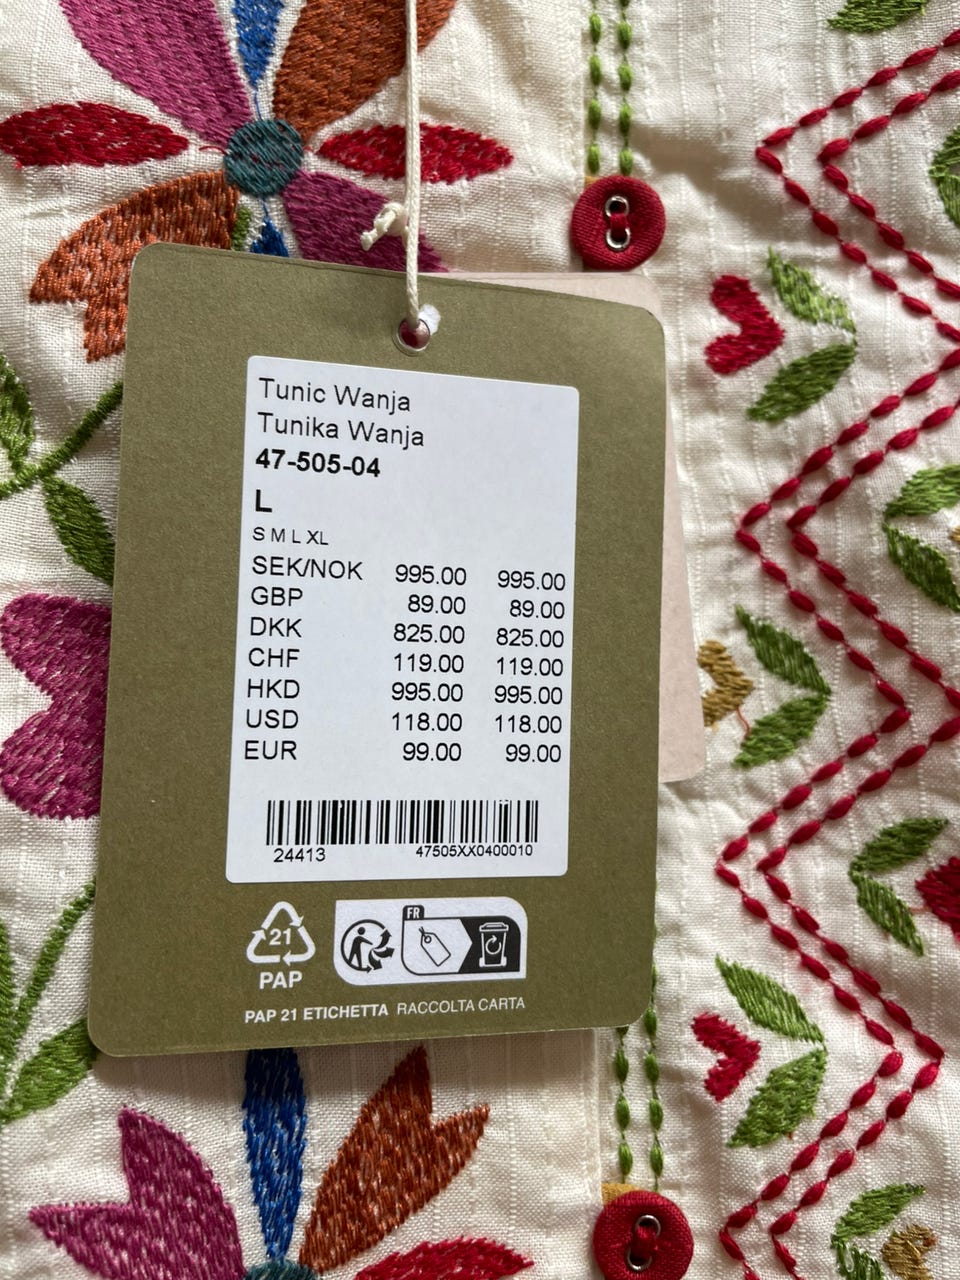 Tunic Wanja
Tunika Wanja
47-505-04
L
S M L XL
SEK/NOK 995.00 995.00
GBP 89.00 89.00
DKK 825.00 825.00
CHF 119.00 119.00
HKD 995.00 995.00
USD 118.00 118.00
EUR 99.00 99.00
24413 47505XX0400010
21
PAP
FR
PAP 21 ETICHETTA RACCOLTA CARTA